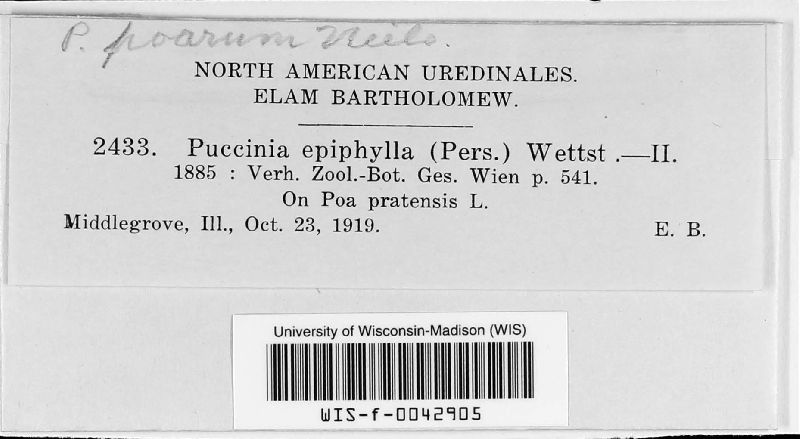 P. poarum Niels.
NORTH AMERICAN UREDINALES.
ELAM BARTHOLOMEW.
2433. Puccinia epiphylla (Pers.) Wettst .—II.
1885 : Verh. Zool.-Bot. Ges. Wien p. 541.
On Poa pratensis L.
Middlegrove, Ill., Oct. 23, 1919. E. B.
University of Wisconsin-Madison (WIS)
WIS-f-0042905